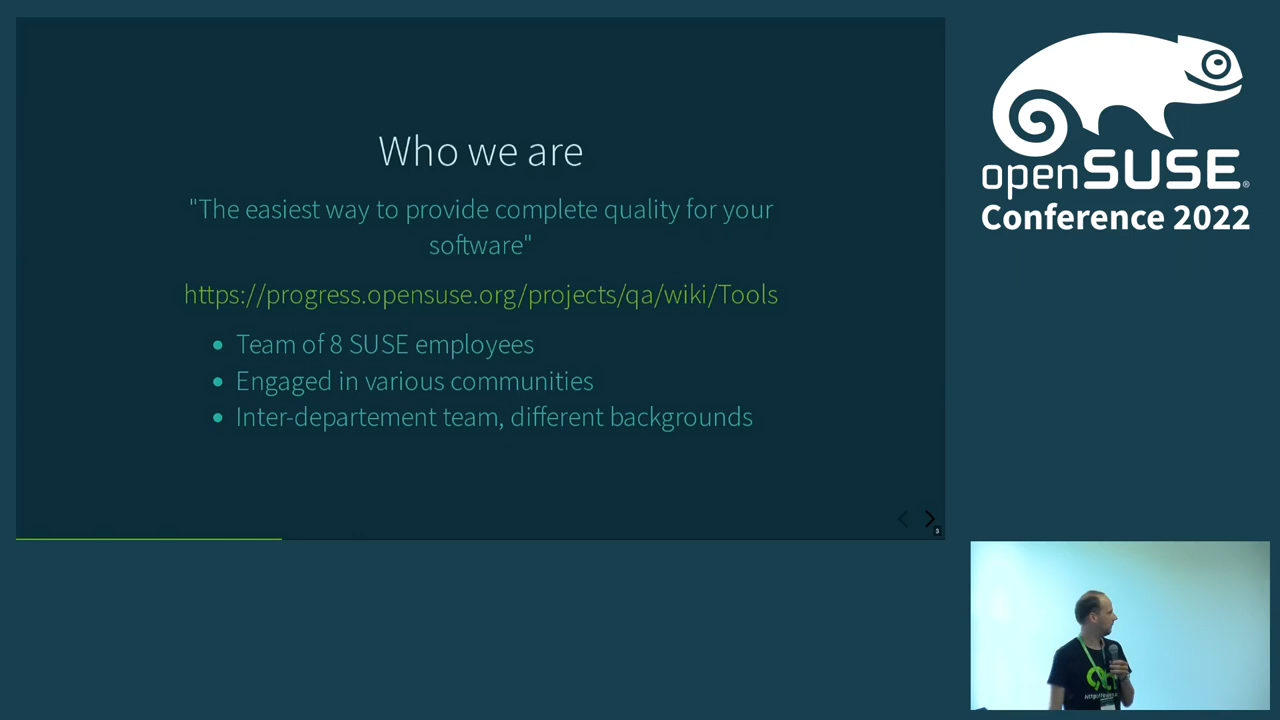 Who we are
"The easiest way to provide complete quality for your
software"
https://progress.opensuse.org/projects/qa/wiki/Tools
Team of 8 SUSE employees
Engaged in various communities
Inter-departement team, different backgrounds
3
openSUSE®
Conference 2022